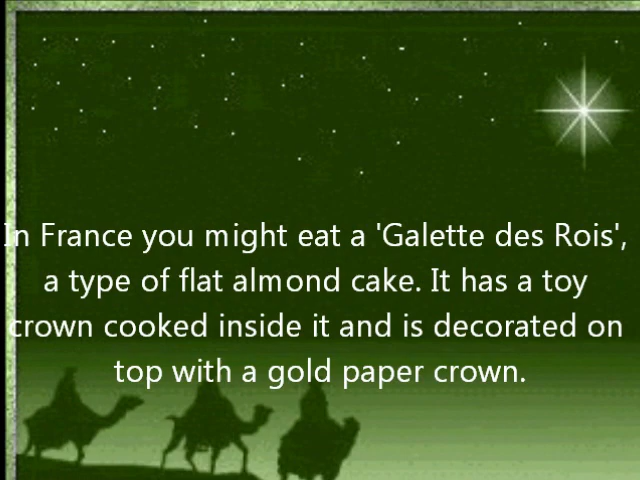 In France you might eat a 'Galette des Rois',
a type of flat almond cake. It has a toy
crown cooked inside it and is decorated on
top with a gold paper crown.